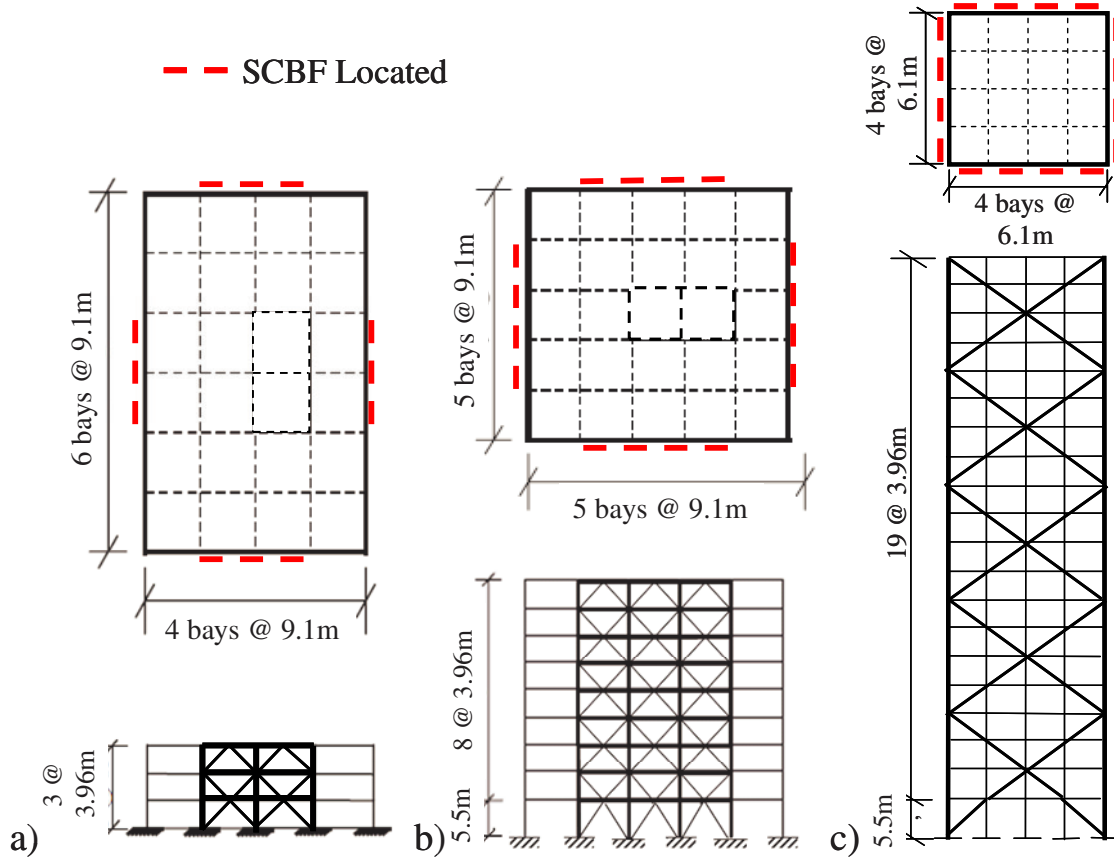 SCBF Located
4 bays @
6.1m
4 bays @
6.1m
6 bays @ 9.1m
4 bays @ 9.1m
5 bays @ 9.1m
5 bays @ 9.1m
3 @
3.96m
8 @ 3.96m
5.5m
19 @ 3.96m
5.5m
a)
b)
c)